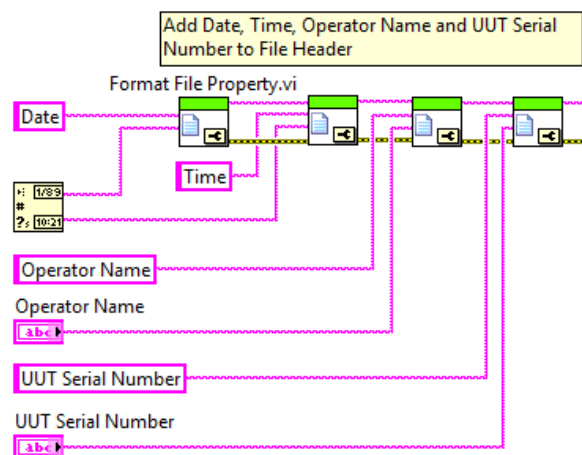 Add Date, Time, Operator Name and UUT Serial
Number to File Header
Format File Property.vi
Date
Time
1/89
#
?: 10:21
Operator Name
Operator Name
abc
UUT Serial Number
UUT Serial Number
abc